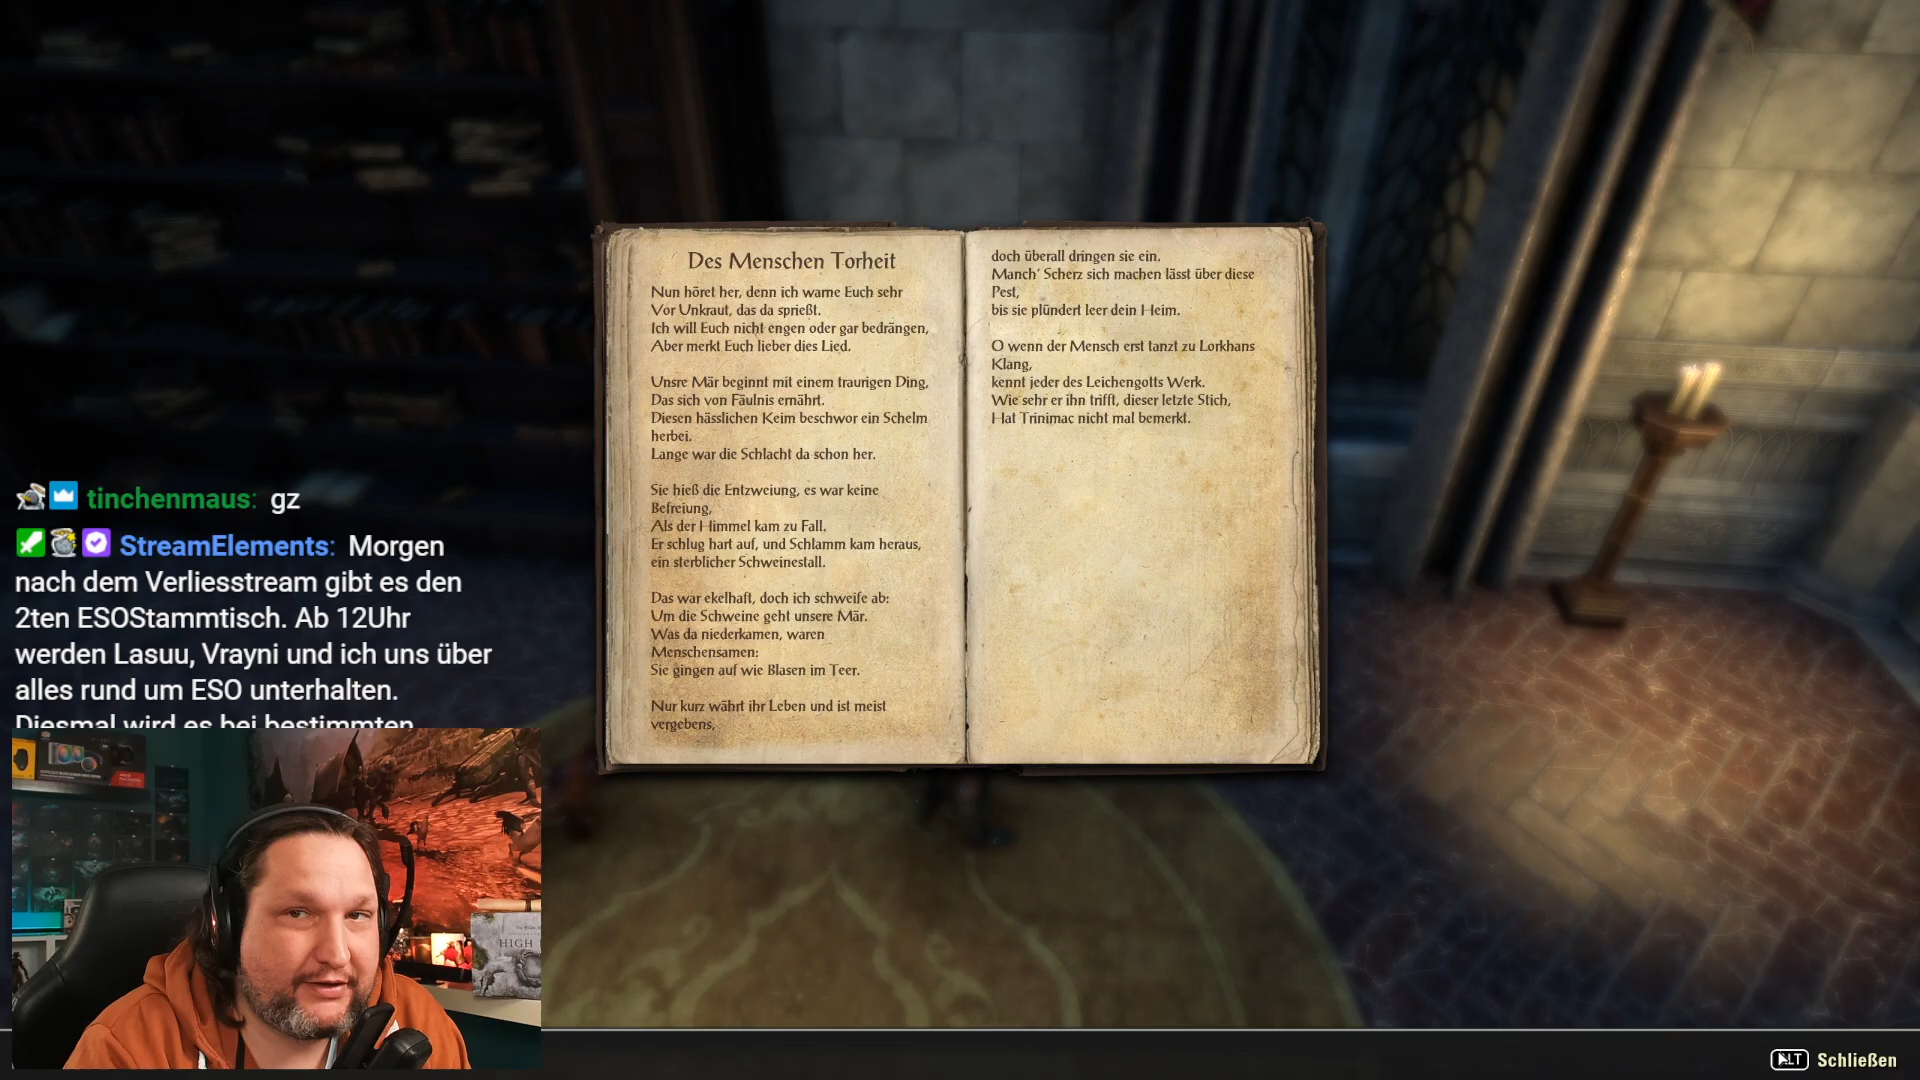 Des Menschen Torheit
Nun höret her, denn ich warne Euch sehr
Vor Unkraut, das da sprießt.
Ich will Euch nicht engen oder gar bedrängen,
Aber merkt Euch lieber dies Lied.
Unsre Mär beginnt mit einem traurigen Ding,
Das sich von Fäulnis ernährt.
Diesen hässlichen Keim beschwor ein Schelm
herbei.
Lange war die Schlacht da schon her.
Sie hieß die Entzweiung, es war keine
Befreiung,
Als der Himmel kam zu Fall.
Er schlug hart auf, und Schlamm kam heraus,
ein sterblicher Schweinestall.
Das war ekelhaft, doch ich schweife ab:
Um die Schweine geht unsere Mär.
Was da niederkamen, waren
Menschensamen:
Sie gingen auf wie Blasen im Teer.
Nur kurz währt ihr Leben und ist meist
vergebens,
doch überall dringen sie ein.
Manch' Scherz sich machen lässt über diese
Pest,
bis sie plündert leer dein Heim.
O wenn der Mensch erst tanzt zu Lorkhans
Klang,
kennt jeder des Leichengotts Werk.
Wie sehr er ihn trifft, dieser letzte Stich,
Hat Trinimac nicht mal bemerkt.
tinchenmaus: gz
StreamElements: Morgen
nach dem Verliesstream gibt es den
2ten ESOStammtisch. Ab 12Uhr
werden Lasuu, Vrayni und ich uns über
alles rund um ESO unterhalten.
Diesmal wird es bei bestimmten
HIGH
ALT Schließen